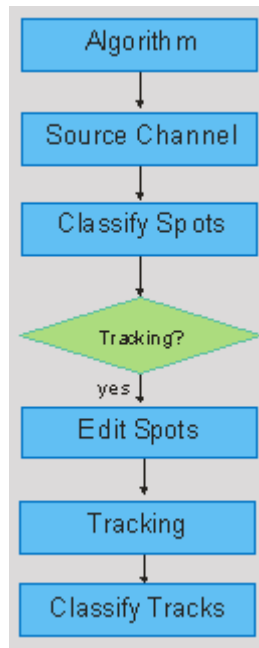 Algorithm
Source Channel
Classify Spots
Tracking?
yes
Edit Spots
Tracking
Classify Tracks